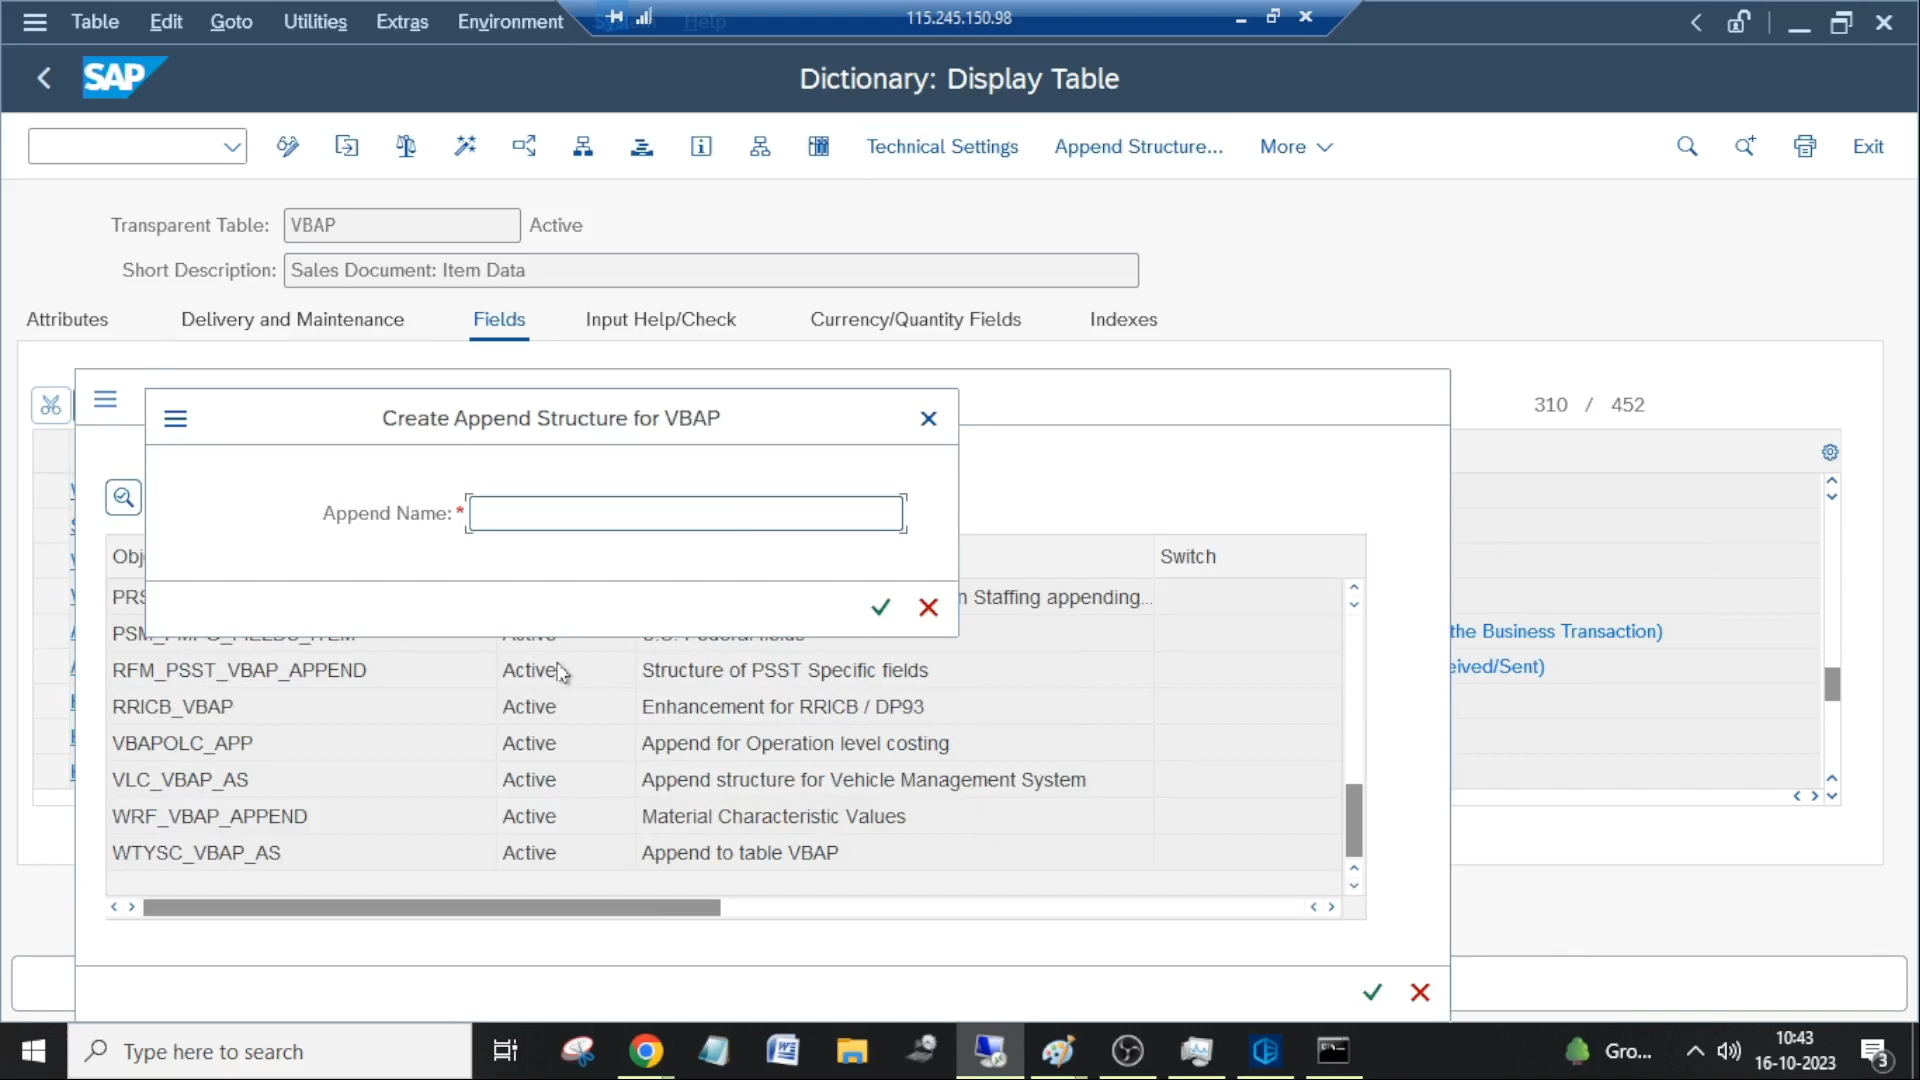 Table Edit Goto Utilities Extras Environment Help 115.245.150.98
SAP Dictionary: Display Table
Technical Settings Append Structure... More Exit
Transparent Table: VBAP Active
Short Description: Sales Document: Item Data
Attributes Delivery and Maintenance Fields Input Help/Check Currency/Quantity Fields Indexes
310 / 452
Create Append Structure for VBAP
Append Name: *
Obj Switch
PRS n Staffing appending...
RFM_PSST_VBAP_APPEND Active Structure of PSST Specific fields
RRICB_VBAP Active Enhancement for RRICB / DP93
VBAPOLC_APP Active Append for Operation level costing
VLC_VBAP_AS Active Append structure for Vehicle Management System
WRF_VBAP_APPEND Active Material Characteristic Values
WTYSC_VBAP_AS Active Append to table VBAP
the Business Transaction)
eived/Sent)
Type here to search
Gro...
10:43
16-10-2023
3